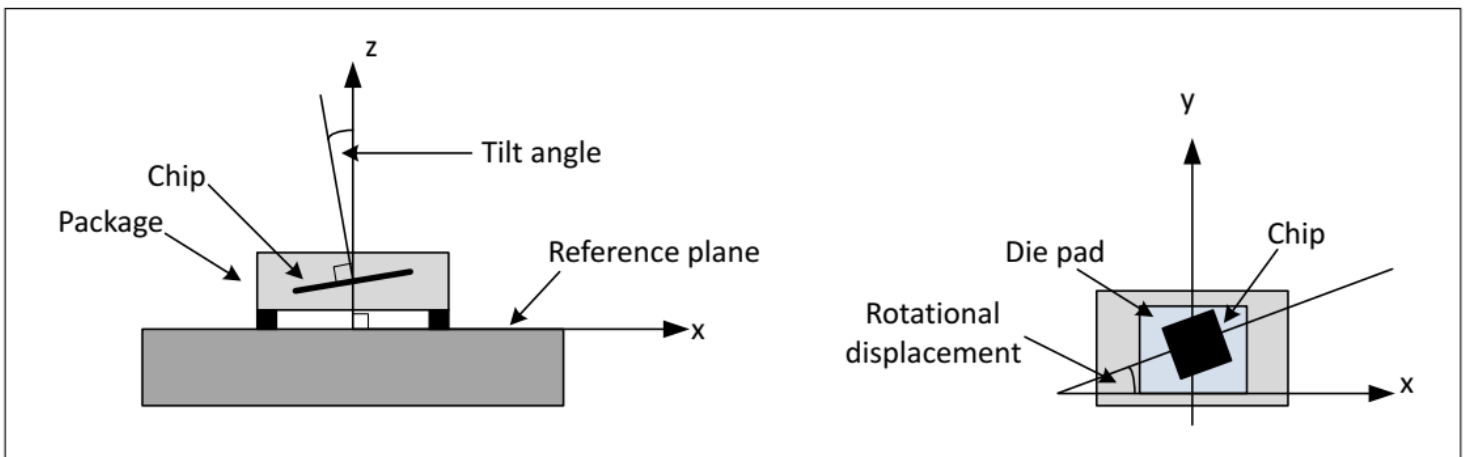 z
Tilt angle
Chip
Package
Reference plane
x
y
Die pad
Chip
Rotational
displacement
x